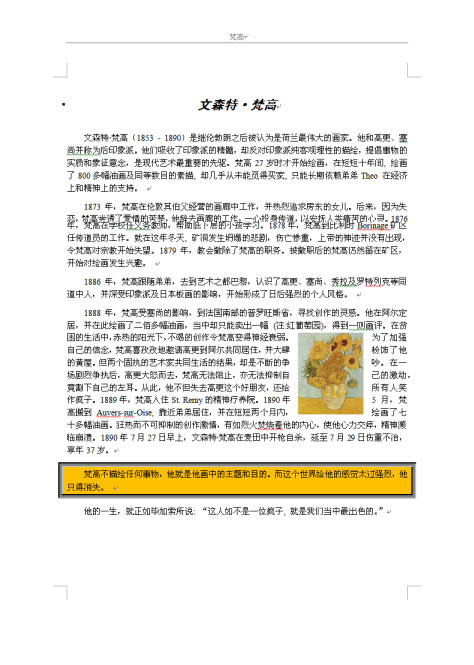 梵高
文森特·梵高
文森特·梵高（1853 - 1890）是继伦勃朗之后被认为是荷兰最伟大的画家。他和高更、塞
尚并称为后印象派。他们吸收了印象派的精髓，却反对印象派纯客观理性的描绘，提倡事物的
实质和象征意念，是现代艺术最重要的先驱。梵高 27 岁时才开始绘画，在短短十年间，绘画
了 800 多幅油画及同等数目的素描，却几乎从未能觅得买家，只能长期依赖弟弟 Theo 在经济
上和精神上的支持。
1873 年，梵高在伦敦其伯父经营的画廊中工作，并热烈追求房东的女儿。后来，因为失
恋，梵高尝透了爱情的苦楚，他辞去画廊的工作，一心投身传道，以安抚人类痛苦的心灵。1876
年，梵高在学校任义务教师，帮助低下层的小孩学习。1878 年，梵高到比利时 Borinage 矿区
任传道员的工作。就在这年冬天，矿洞发生坍塌的悲剧，伤亡惨重，上帝的神迹并没有出现，
令梵高对宗教开始失望。1879 年，教会撤除了梵高的职务。被撤职后的梵高仍然留在矿区，
开始对绘画发生兴趣。
1886 年，梵高跟随弟弟，去到艺术之都巴黎，认识了高更、塞尚、秀拉及罗特列克等同
道中人，并深受印象派及日本板画的影响，开始形成了日后强烈的个人风格。
1888 年，梵高受塞尚的影响，到法国南部的普罗旺斯省，寻找创作的灵感。他在阿尔定
居，并在此绘画了二佰多幅油画，当中却只能卖出一幅（注:红葡萄园），得到一则画评。在贫
困的生活中，赤热的阳光下，不竭的创作令梵高变得神经衰弱。 为了加强
自己的信念，梵高喜孜孜地邀请高更到阿尔共同居住，并大肆 粉饰了他
的黄屋。但两个固执的艺术家共同生活的结果，却是不断的争 吵。在一
场剧烈争执后，高更大怒而去，梵高无法阻止，亦无法抑制自 己的激动，
竟割下自己的左耳。从此，他不但失去高更这个好朋友，还给 所有人笑
作疯子。1889 年，梵高入住 St. Remy 的精神疗养院。1890 年 5 月，梵
高搬到 Auvers-sur-Oise, 靠近弟弟居住，并在短短两个月内， 绘画了七
十多幅油画。狂热而不可抑制的创作激情，有如烈火焚烧着他的内心，使他心力交瘁，精神濒
临崩溃。1890 年 7 月 27 日早上，文森特·梵高在麦田中开枪自杀，延至 7 月 29 日伤重不治，
享年 37 岁。
梵高不描绘任何事物，他就是他画中的主题和目的。而这个世界给他的感觉太过强烈，他
只得消失。
他的一生，就正如毕加索所说:“这人如不是一位疯子，就是我们当中最出色的。”